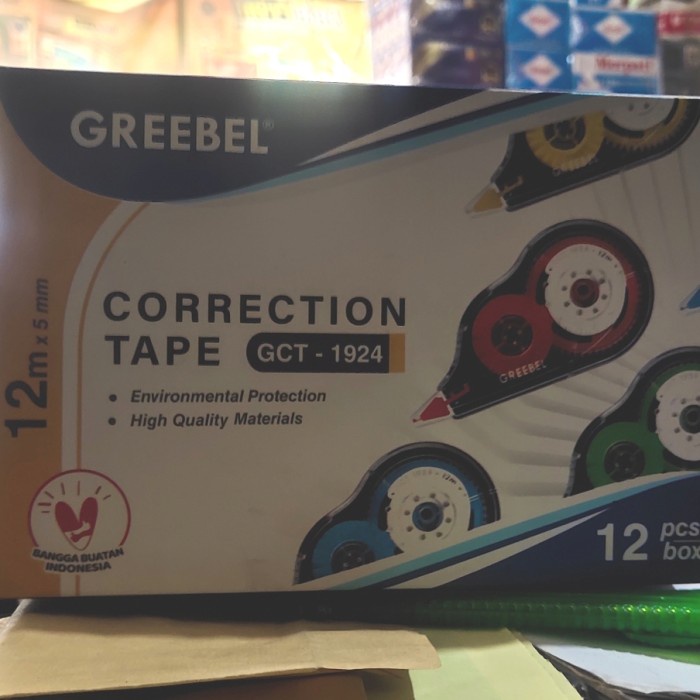 GREEBEL®
CORRECTION
TAPE GCT - 1924
• Environmental Protection
• High Quality Materials
12m x 5 mm
BANGGA BUATAN
INDONESIA
GREEBEL
12 pcs
box